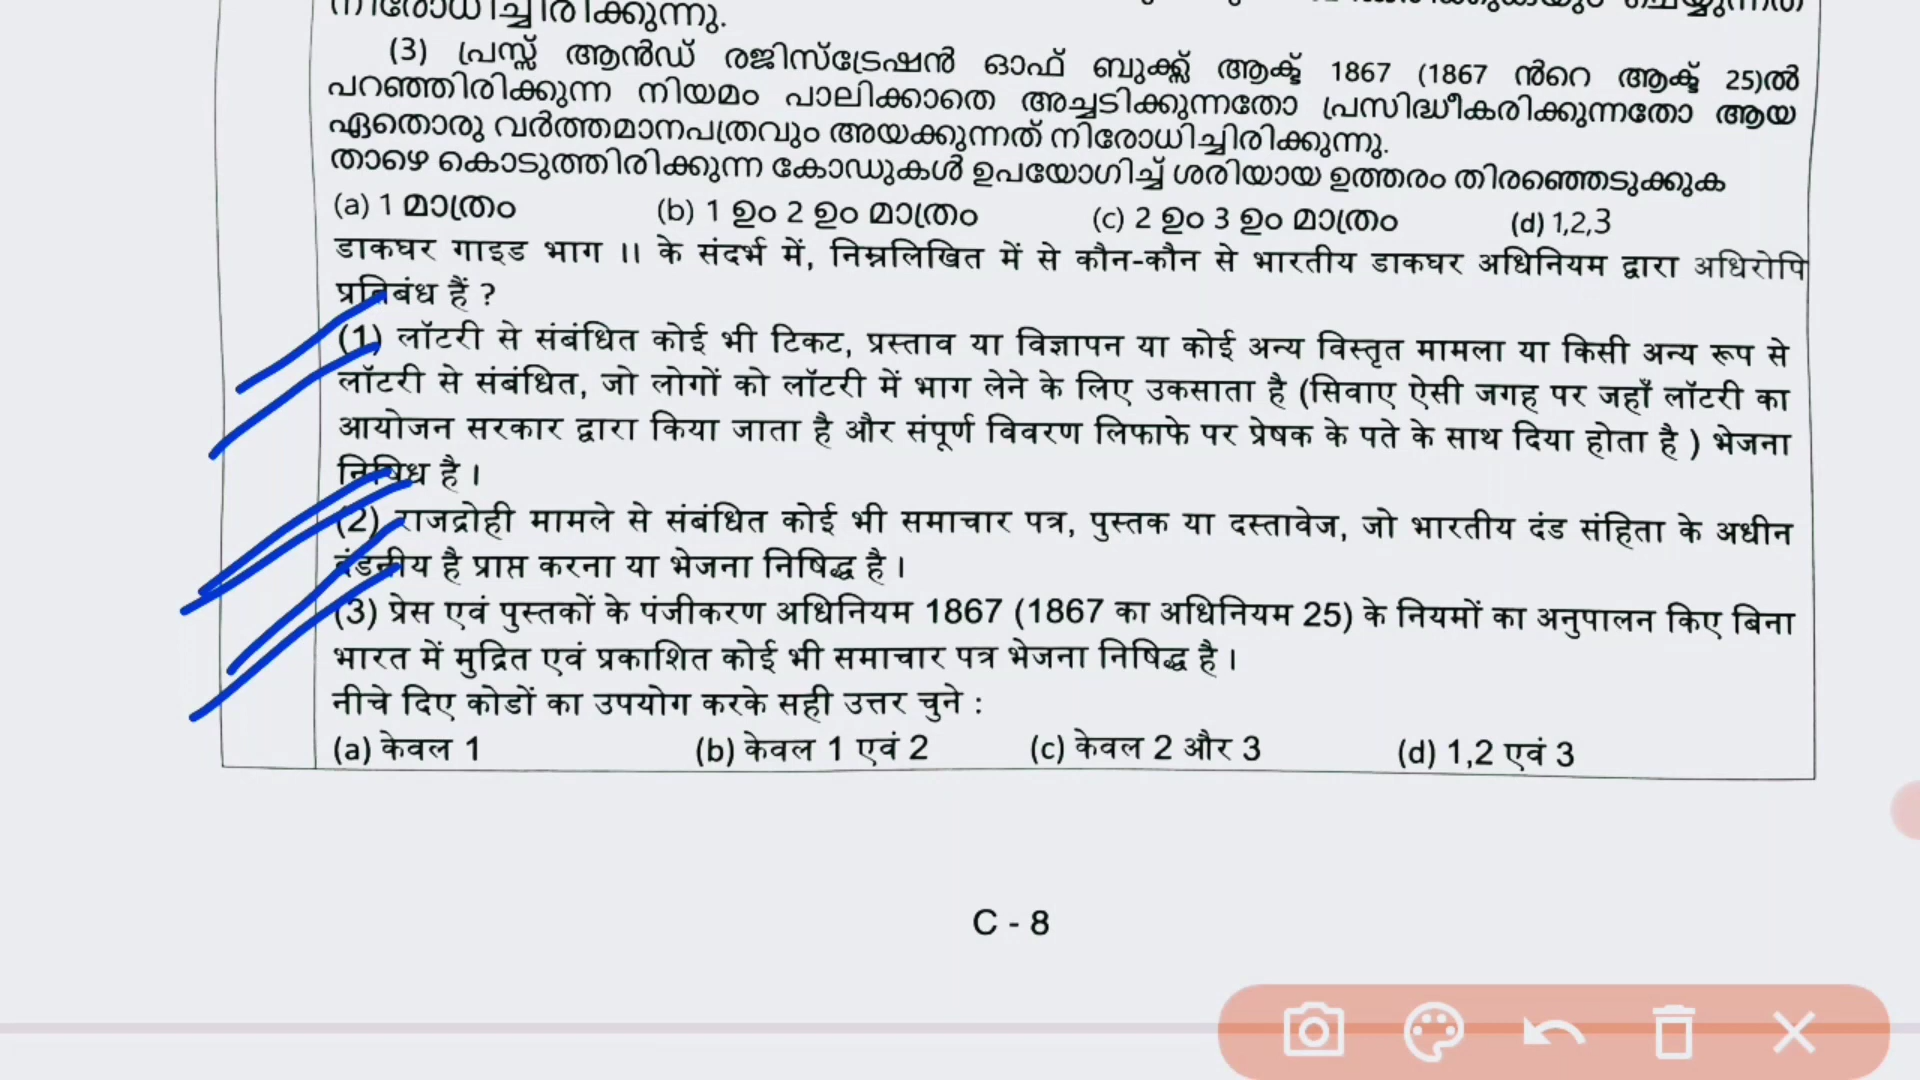 നിരോധിച്ചിരിക്കുന്നു.
(3) പ്രസ്സ് ആൻഡ് രജിസ്ട്രേഷൻ ഓഫ് ബുക്ക്സ് ആക്ട് 1867 (1867 ൻറെ ആക്ട് 25)ൽ
പറഞ്ഞിരിക്കുന്ന നിയമം പാലിക്കാതെ അച്ചടിക്കുന്നതോ പ്രസിദ്ധീകരിക്കുന്നതോ ആയ
ഏതൊരു വർത്തമാനപത്രവും അയക്കുന്നത് നിരോധിച്ചിരിക്കുന്നു.
താഴെ കൊടുത്തിരിക്കുന്ന കോഡുകൾ ഉപയോഗിച്ച് ശരിയായ ഉത്തരം തിരഞ്ഞെടുക്കുക
(a) 1 മാത്രം (b) 1 ഉം 2 ഉം മാത്രം (c) 2 ഉം 3 ഉം മാത്രം (d) 1,2,3
डाकघर गाइड भाग ।। के संदर्भ में, निम्नलिखित में से कौन-कौन से भारतीय डाकघर अधिनियम द्वारा अधिरोपि
प्रतिबंध हैं ?
(1) लॉटरी से संबंधित कोई भी टिकट, प्रस्ताव या विज्ञापन या कोई अन्य विस्तृत मामला या किसी अन्य रूप से
लॉटरी से संबंधित, जो लोगों को लॉटरी में भाग लेने के लिए उकसाता है (सिवाए ऐसी जगह पर जहाँ लॉटरी का
आयोजन सरकार द्वारा किया जाता है और संपूर्ण विवरण लिफाफे पर प्रेषक के पते के साथ दिया होता है ) भेजना
निषिध है ।
(2) राजद्रोही मामले से संबंधित कोई भी समाचार पत्र, पुस्तक या दस्तावेज, जो भारतीय दंड संहिता के अधीन
दंडनीय है प्राप्त करना या भेजना निषिद्ध है ।
(3) प्रेस एवं पुस्तकों के पंजीकरण अधिनियम 1867 (1867 का अधिनियम 25) के नियमों का अनुपालन किए बिना
भारत में मुद्रित एवं प्रकाशित कोई भी समाचार पत्र भेजना निषिद्ध है ।
नीचे दिए कोडों का उपयोग करके सही उत्तर चुने :
(a) केवल 1 (b) केवल 1 एवं 2 (c) केवल 2 और 3 (d) 1,2 एवं 3
C - 8